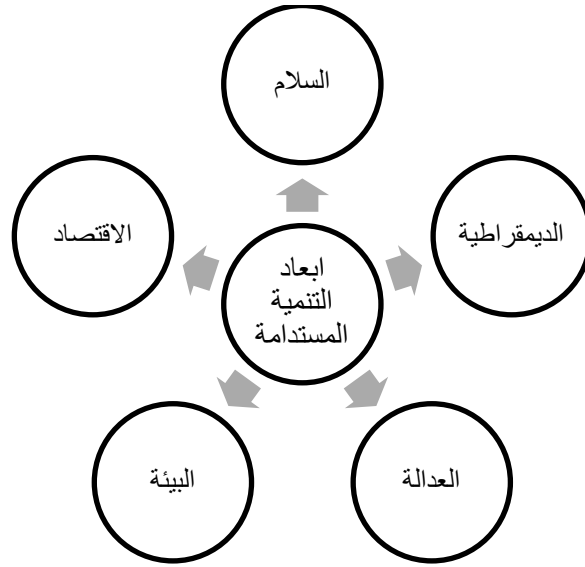 السلام
الديمقراطية
الاقتصاد
ابعاد
التنمية
المستدامة
العدالة
البيئة